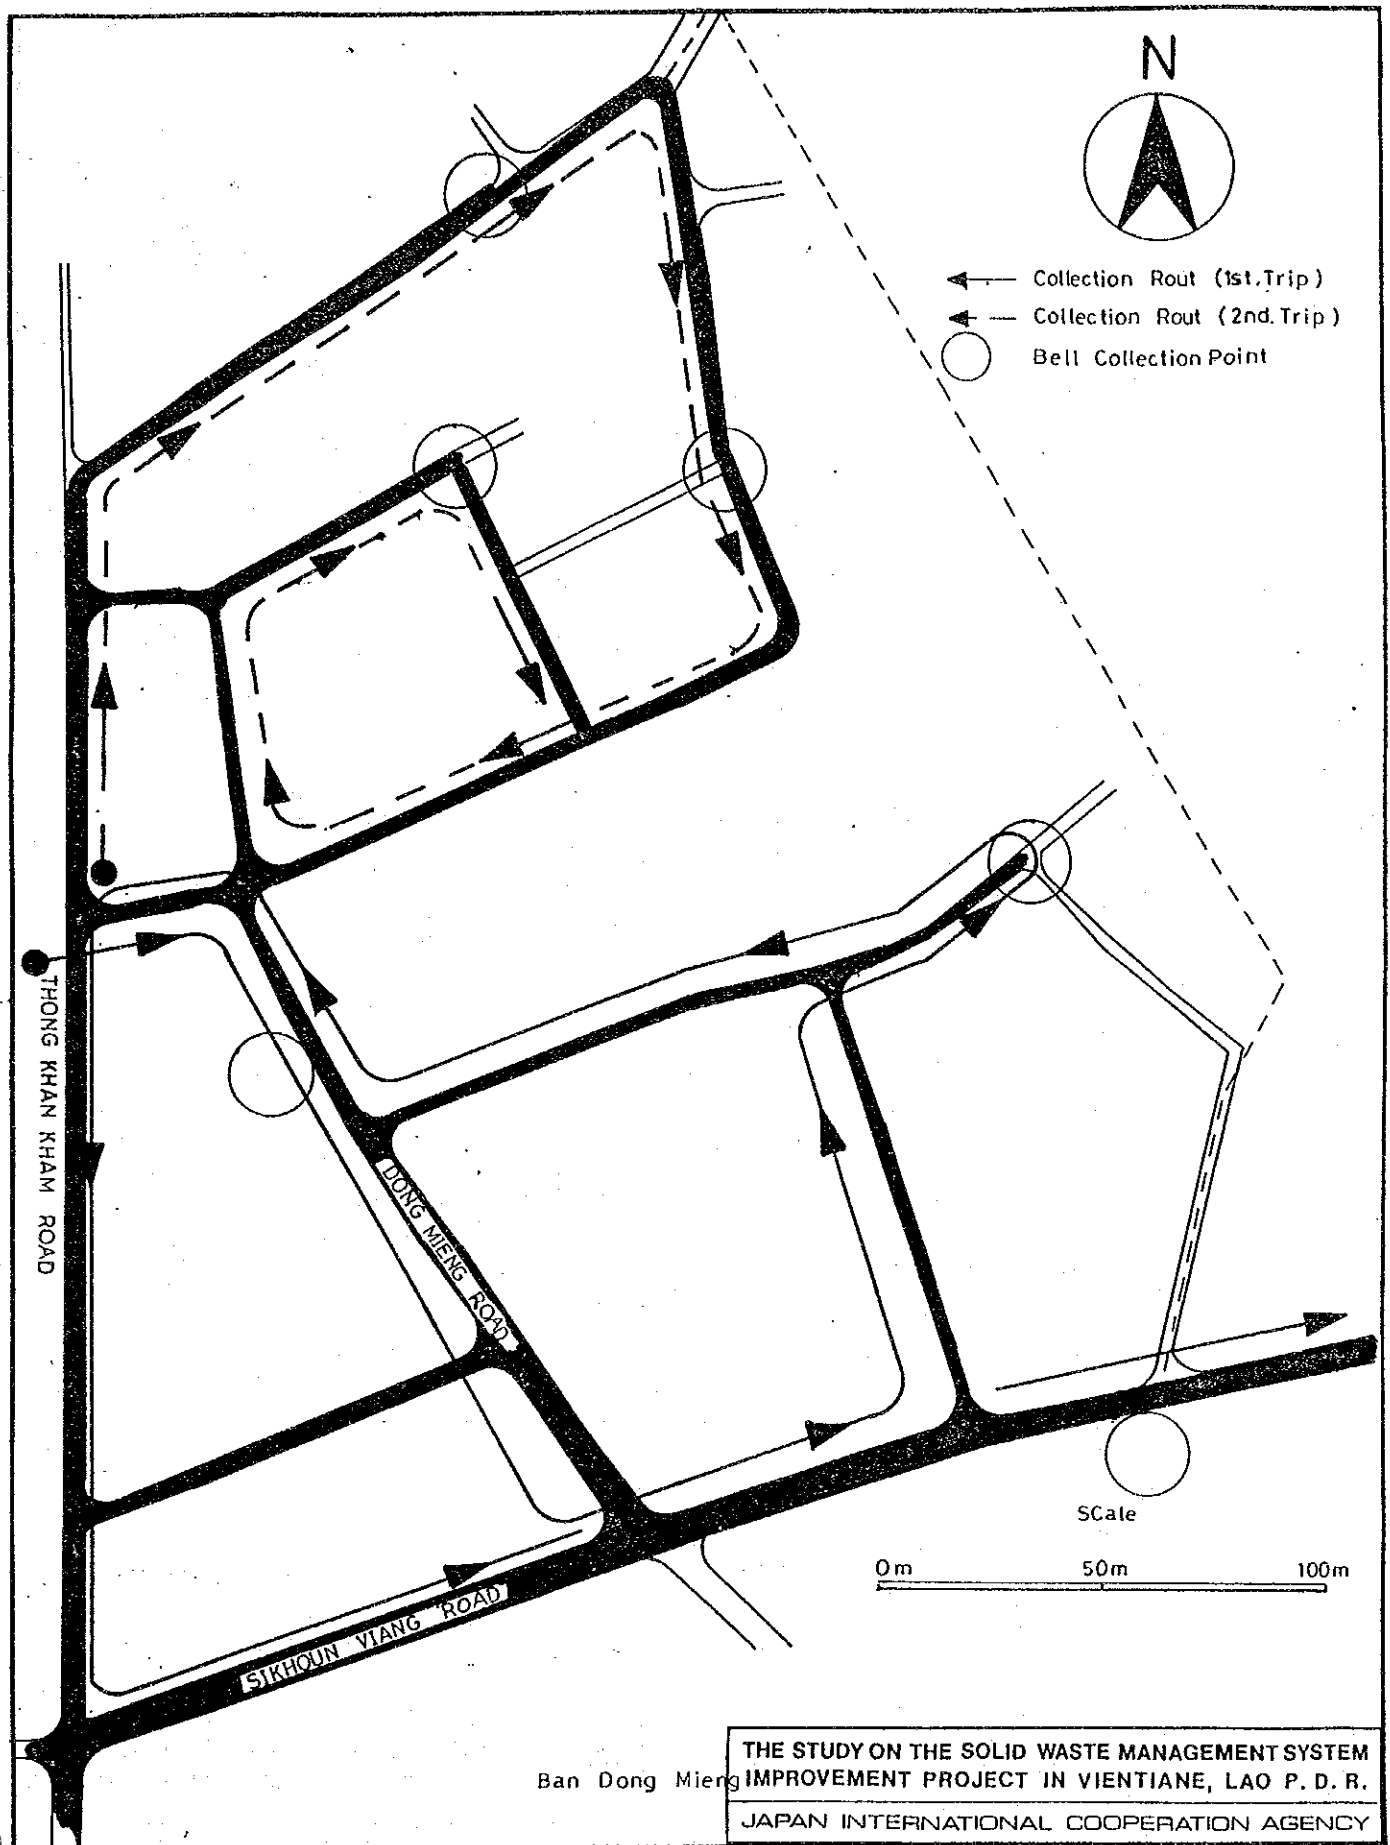 N
Collection Rout (1st.Trip)
Collection Rout (2nd.Trip)
Bell Collection Point
THONG KHAN KHAM ROAD
DONG MIENG ROAD
SIKHOUN VIANG ROAD
SCale
0m 50m 100m
Ban Dong Mieng
THE STUDY ON THE SOLID WASTE MANAGEMENT SYSTEM
IMPROVEMENT PROJECT IN VIENTIANE, LAO P. D. R.
JAPAN INTERNATIONAL COOPERATION AGENCY